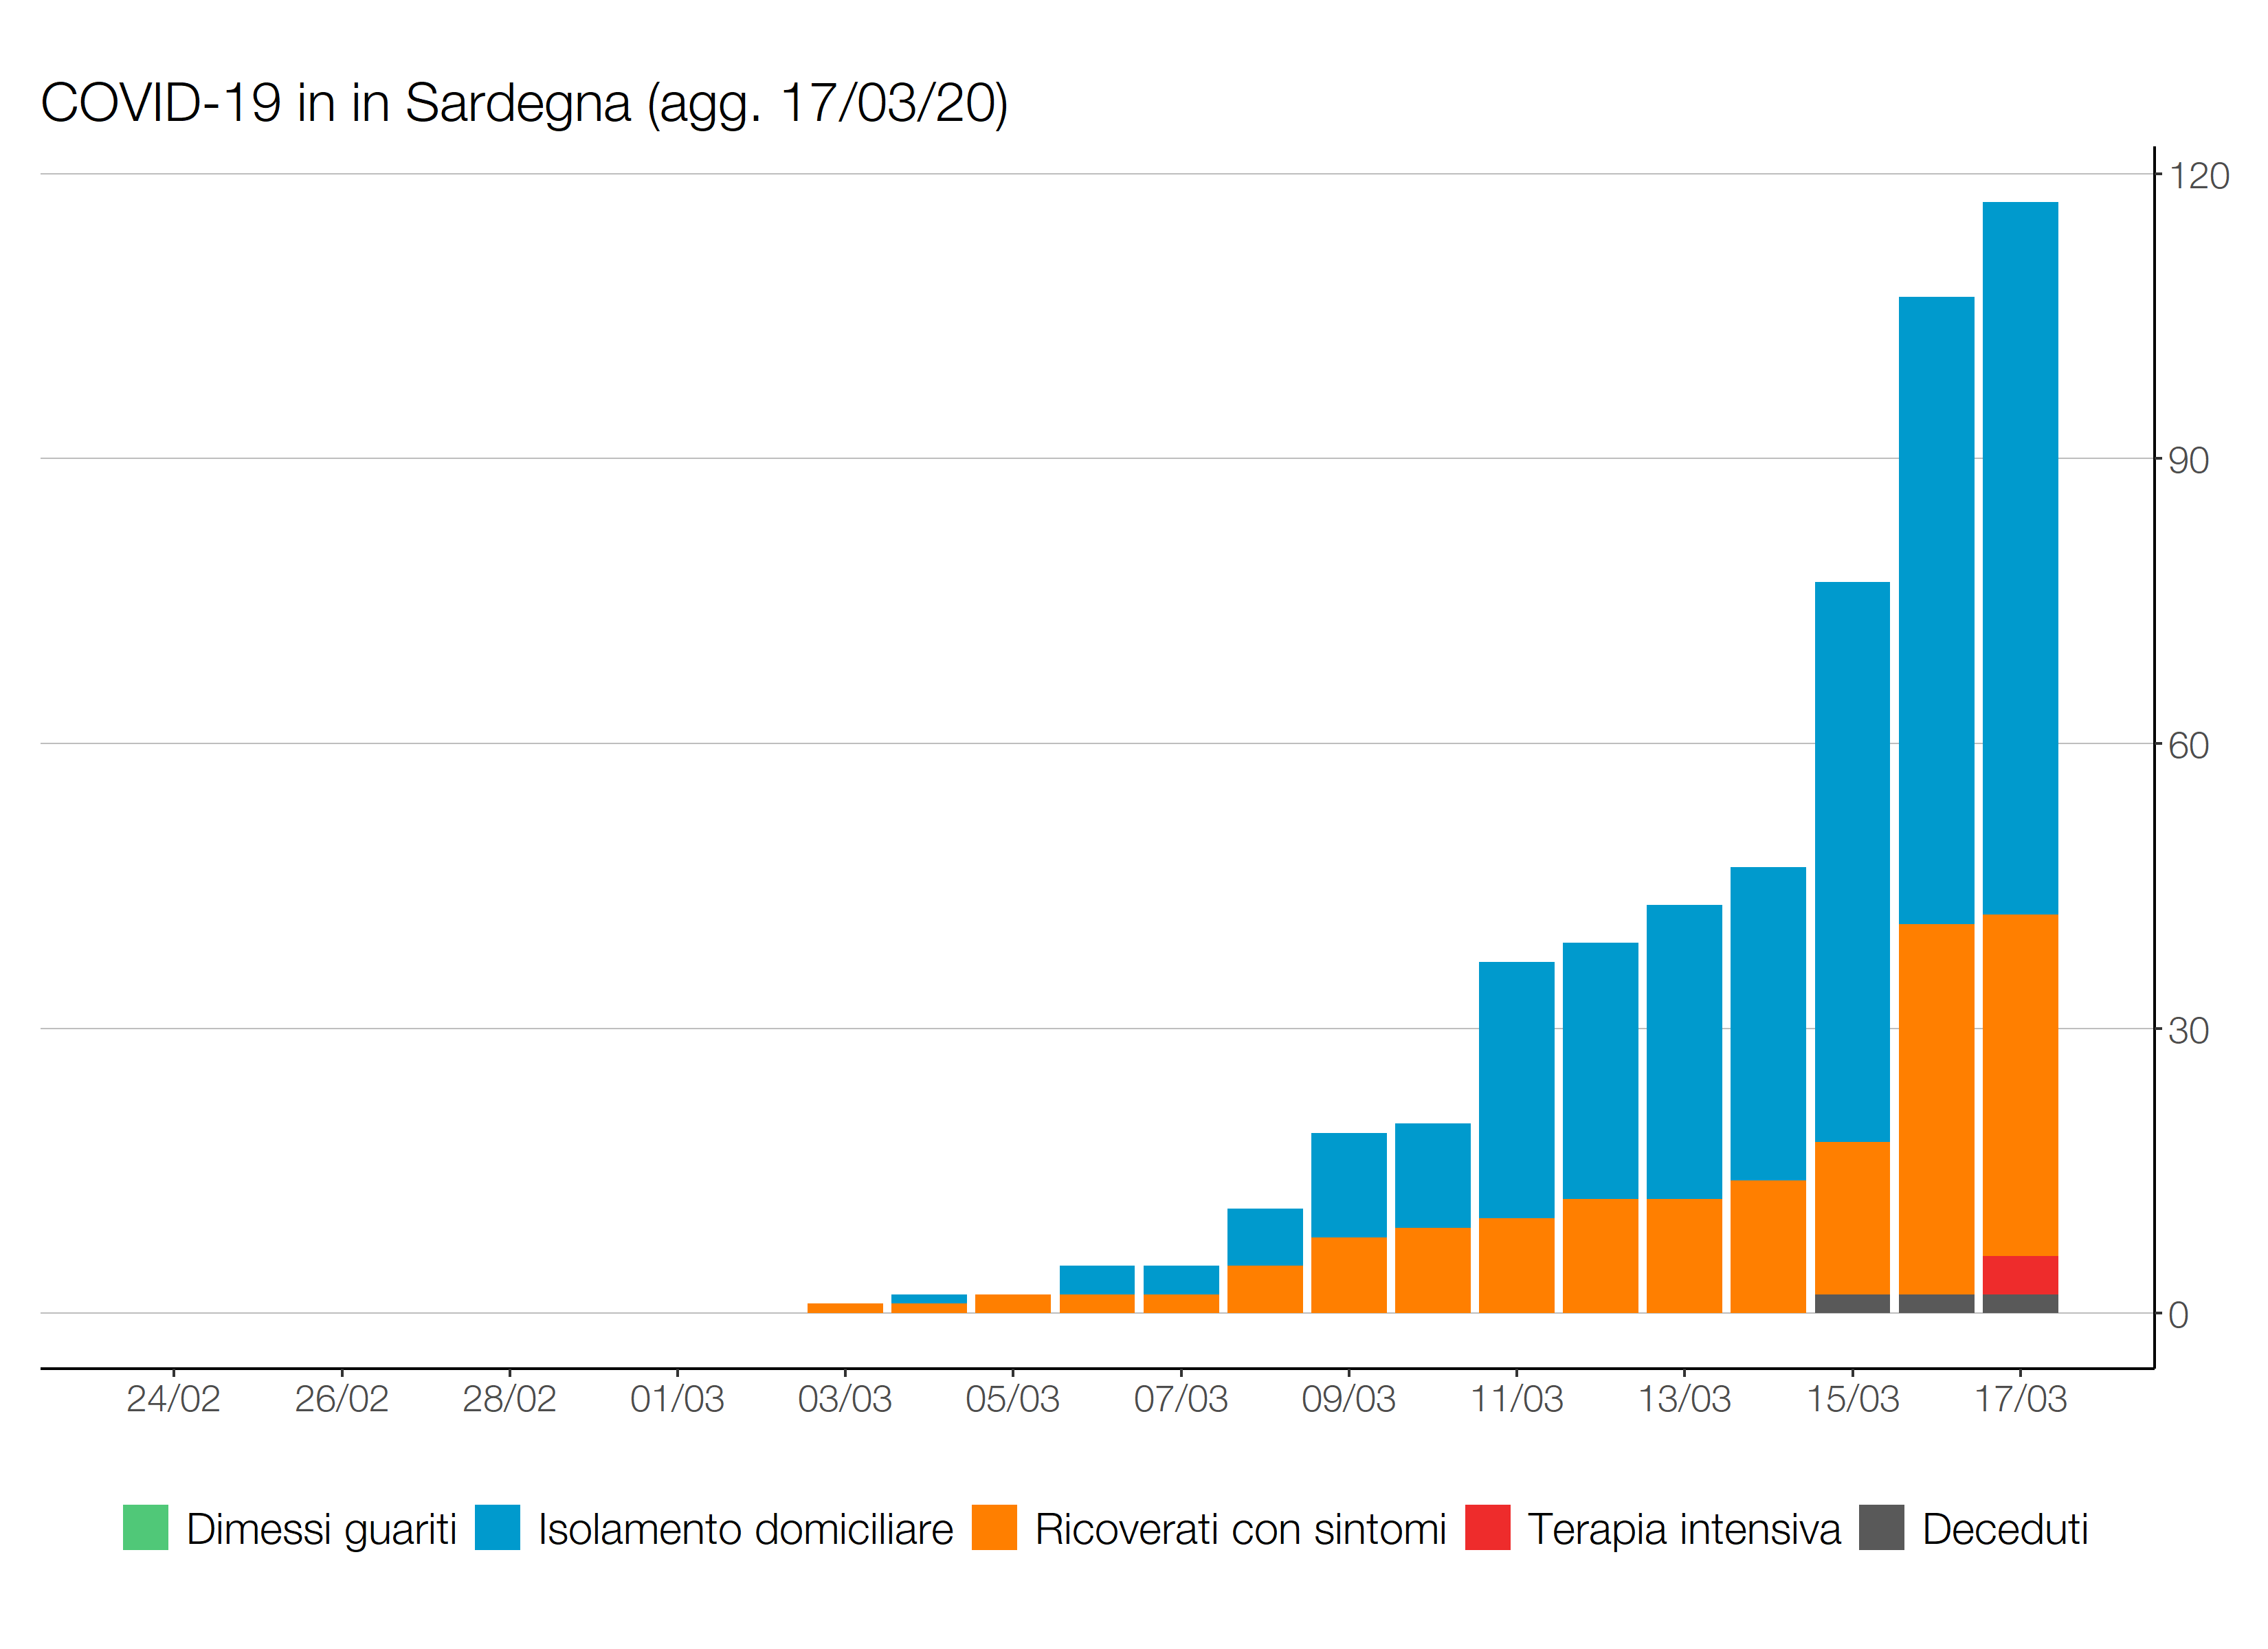 COVID-19 in in Sardegna (agg. 17/03/20)
120
90
60
30
0
24/02 26/02 28/02 01/03 03/03 05/03 07/03 09/03 11/03 13/03 15/03 17/03
Dimessi guariti Isolamento domiciliare Ricoverati con sintomi Terapia intensiva Deceduti